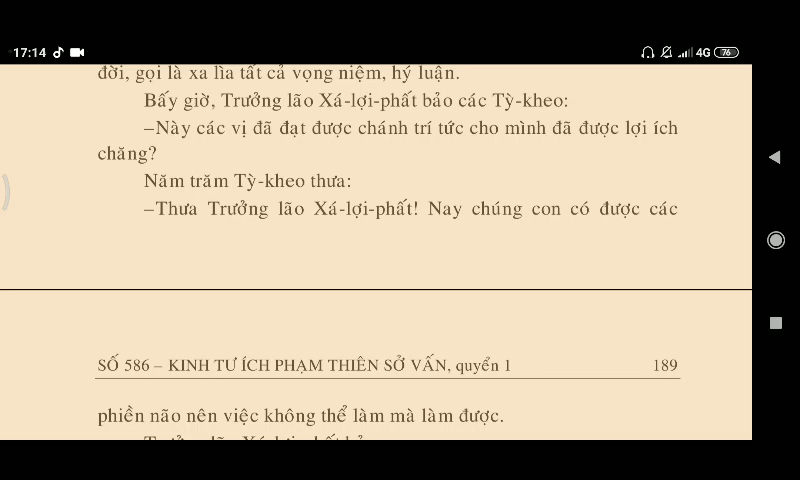 17:14
4G 76
đời, gọi là xa lìa tất cả vọng niệm, hý luận.
Bấy giờ, Trưởng lão Xá-lợi-phất bảo các Tỳ-kheo:
–Này các vị đã đạt được chánh trí tức cho mình đã được lợi ích
chăng?
Năm trăm Tỳ-kheo thưa:
–Thưa Trưởng lão Xá-lợi-phất! Nay chúng con có được các
SỐ 586 – KINH TƯ ÍCH PHẠM THIÊN SỞ VẤN, quyển 1 189
phiền não nên việc không thể làm mà làm được.